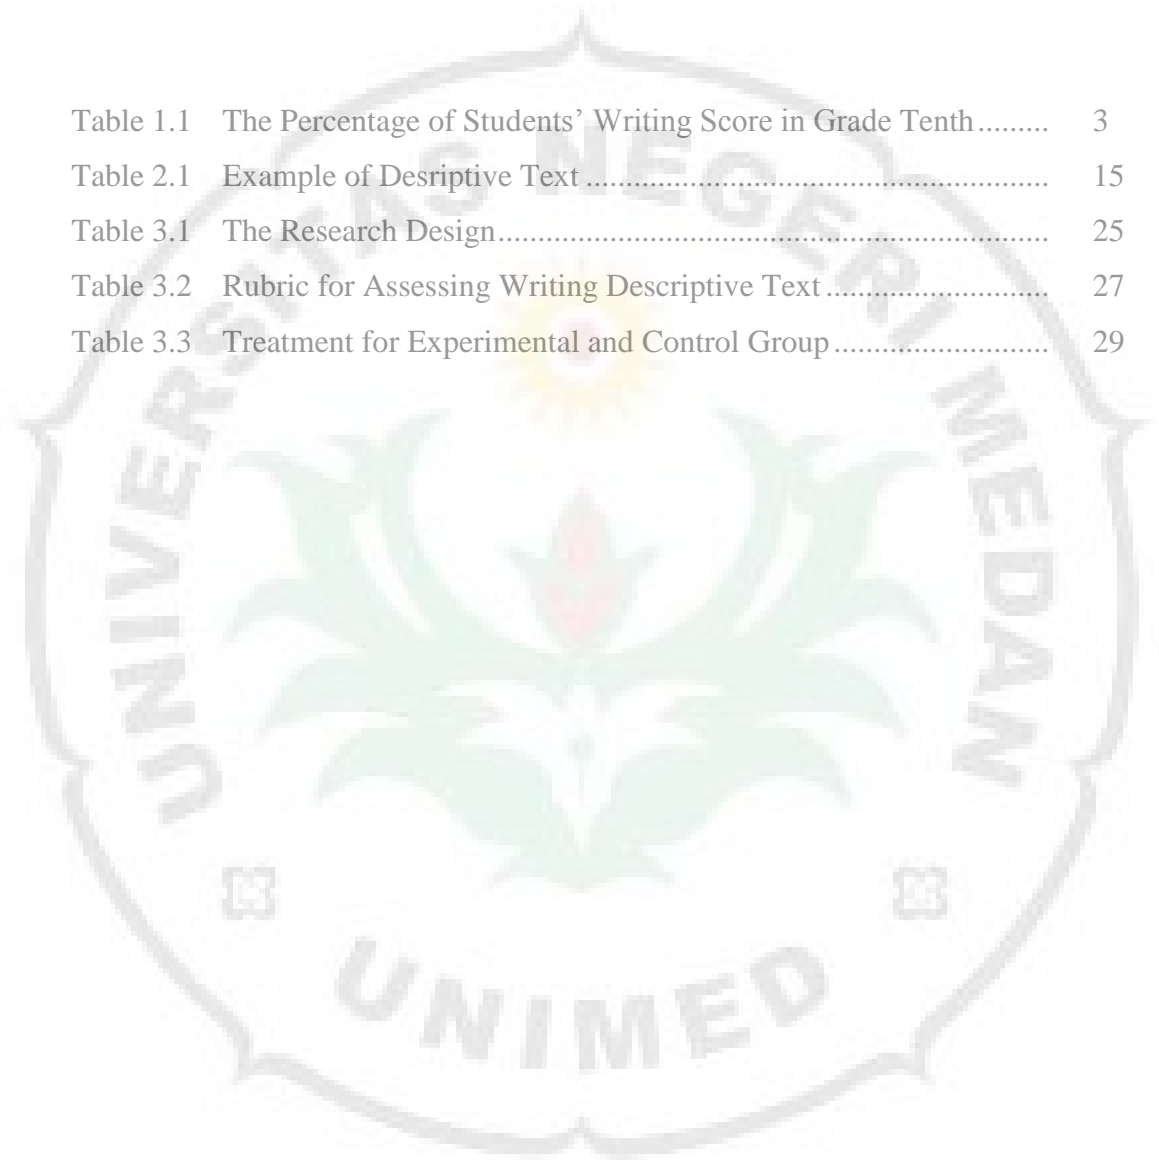 Table 1.1 The Percentage of Students’ Writing Score in Grade Tenth ......... 3
Table 2.1 Example of Desriptive Text .......................................................... 15
Table 3.1 The Research Design..................................................................... 25
Table 3.2 Rubric for Assessing Writing Descriptive Text ............................ 27
Table 3.3 Treatment for Experimental and Control Group ........................... 29
UNIVERSITAS NEGERI MEDAN
UNIMED